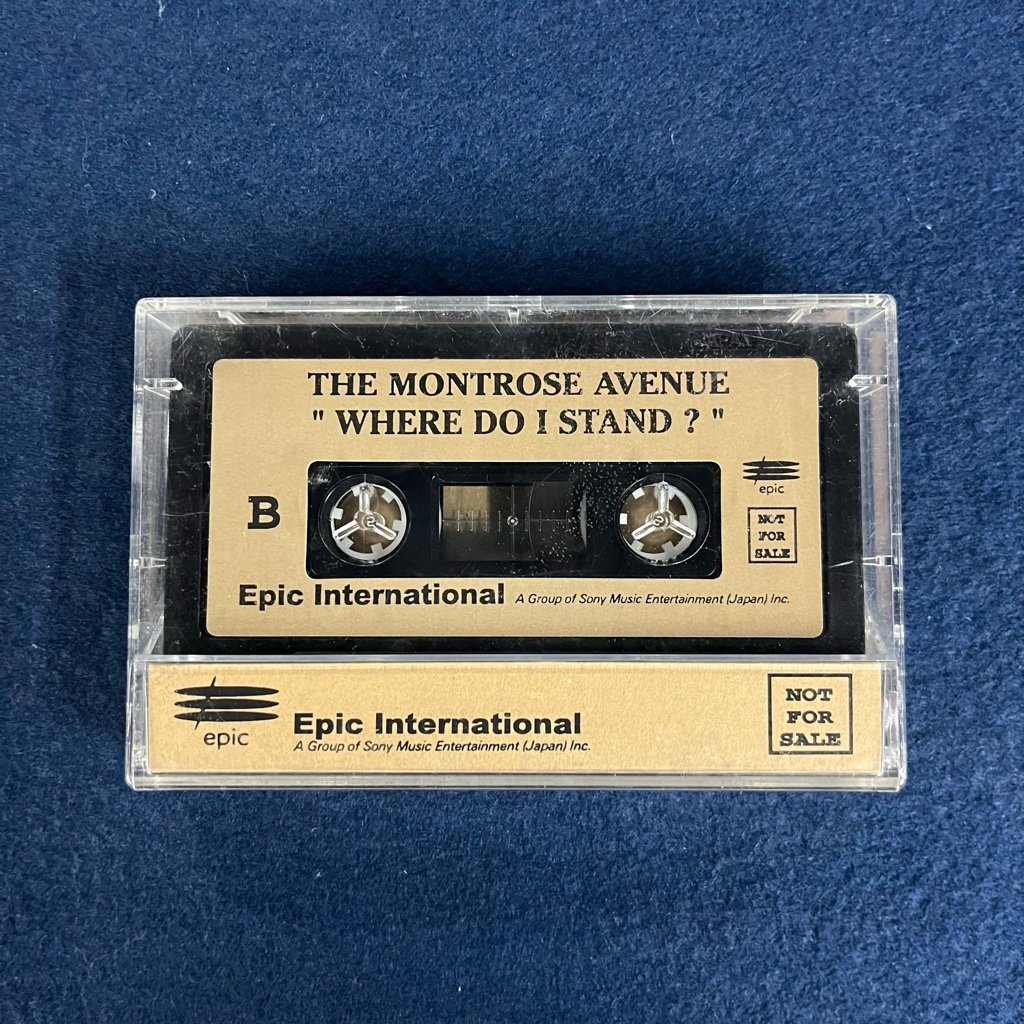 THE MONTROSE AVENUE
" WHERE DO I STAND ? "
B
epic
NOT
FOR
SALE
Epic International A Group of Sony Music Entertainment (Japan) Inc.
epic
Epic International
A Group of Sony Music Entertainment (Japan) Inc.
NOT
FOR
SALE